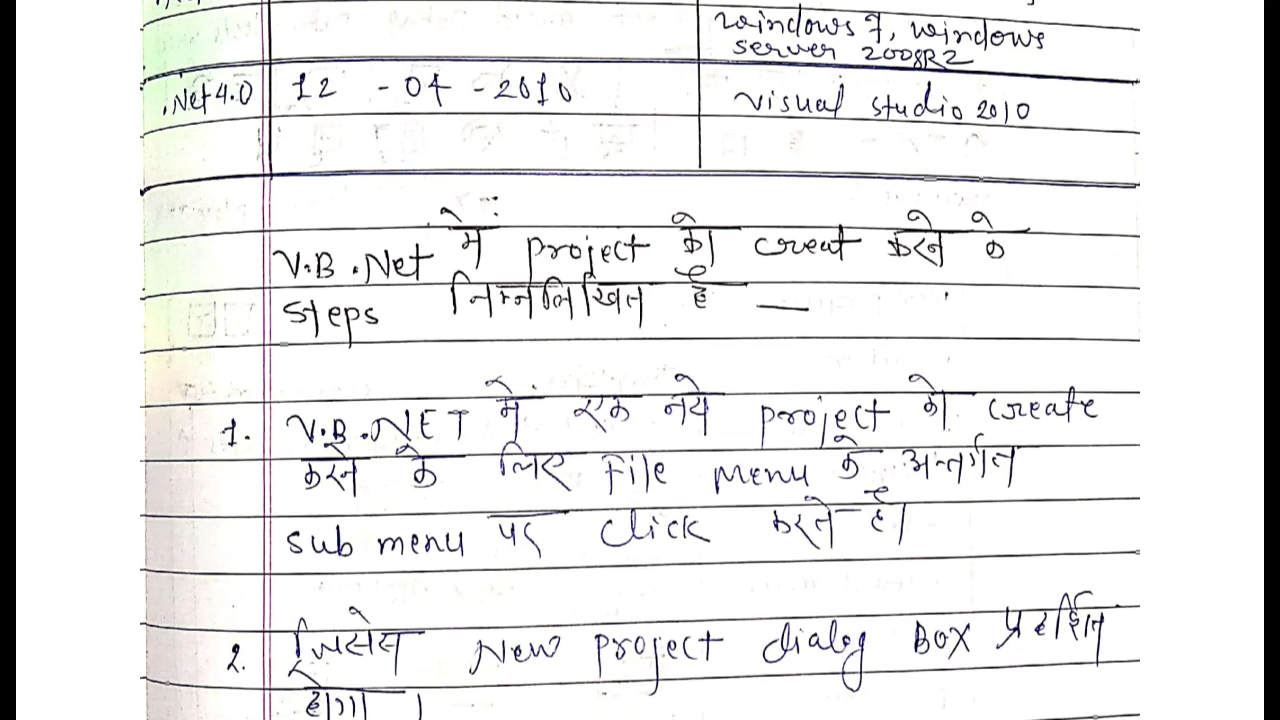 windows 7, windows
server 2008R2
.Net 4.0 12 - 04 - 2010 visual studio 2010
V.B.Net में project को creat करने के
steps निम्नलिखित है —
1. V.B.NET में एक नये project को create
करने के लिए File menu के अन्तर्गत
sub menu पर click करते है।
2. जिससे New project dialog Box प्रदर्शित
होगा।